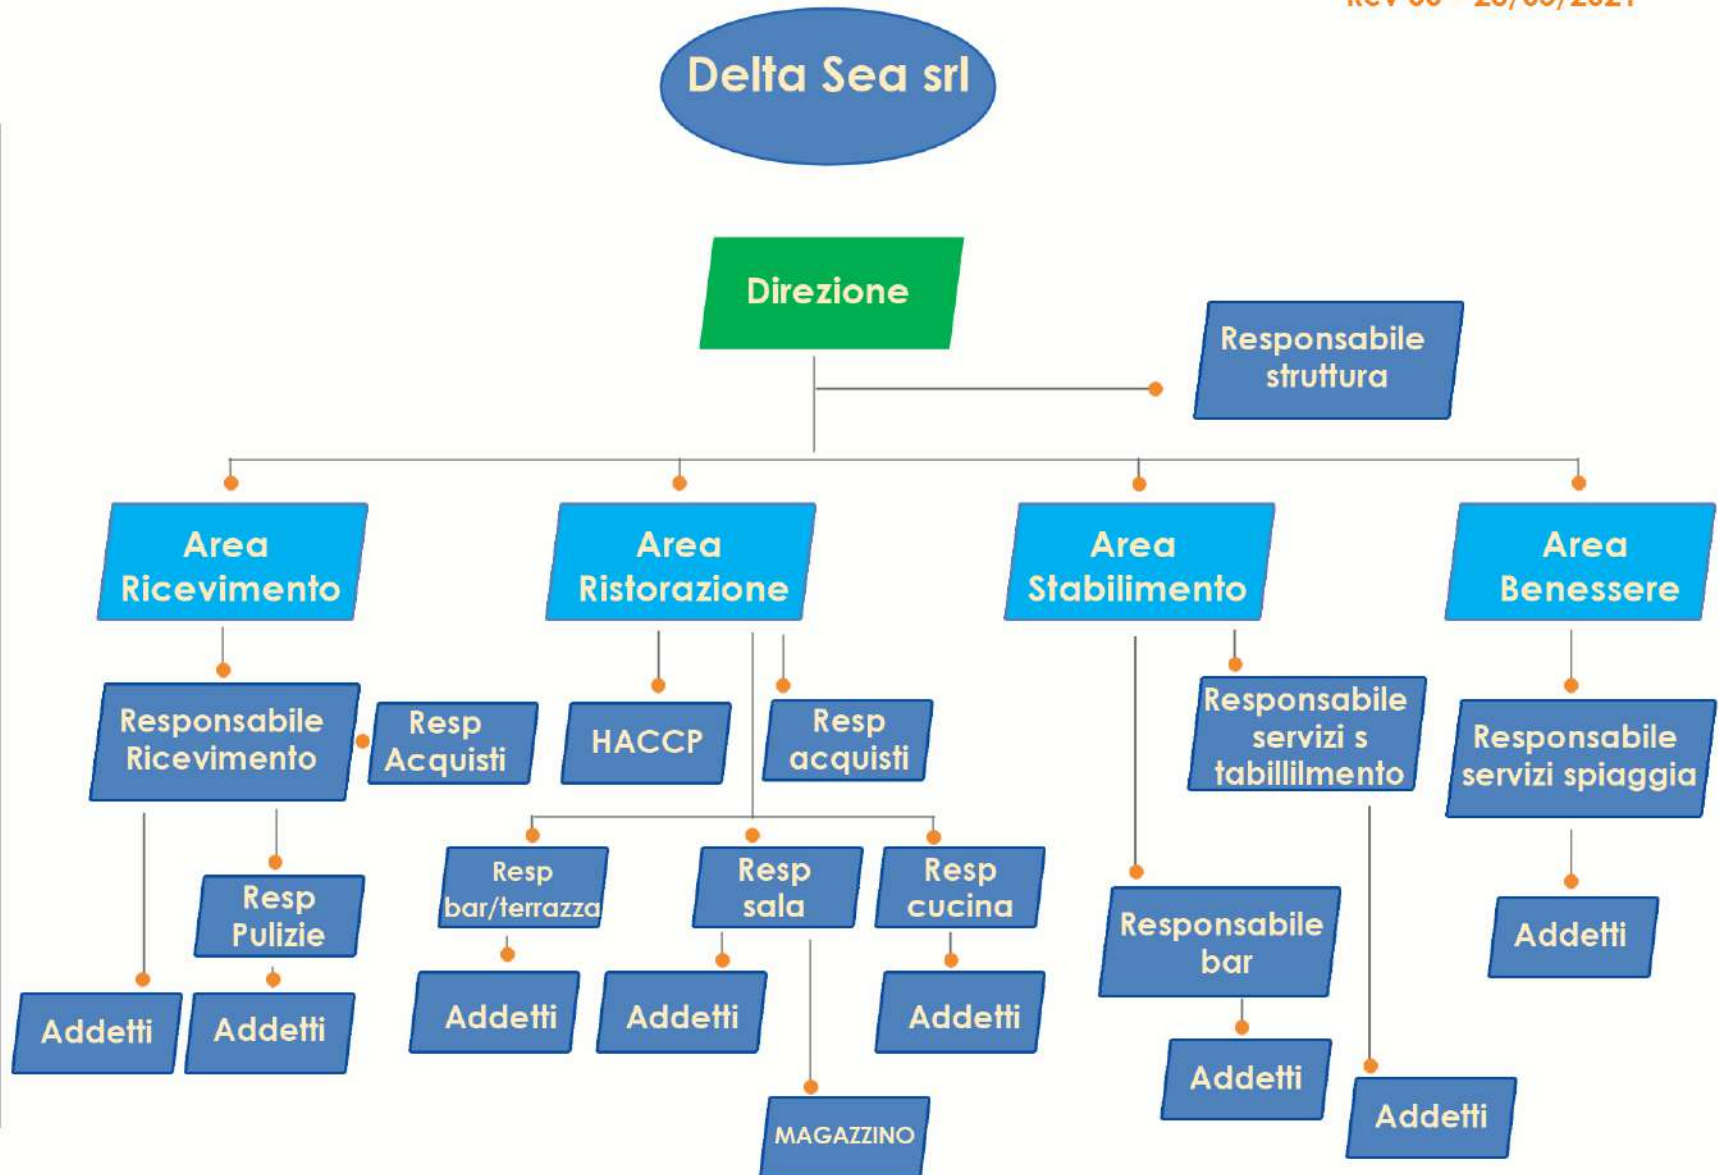 Delta Sea srl
Direzione
Responsabile
struttura
Area
Ricevimento
Area
Ristorazione
Area
Stabilimento
Area
Benessere
Responsabile
Ricevimento
Resp
Acquisti
HACCP
Resp
acquisti
Responsabile
servizi s
tabillilmento
Responsabile
servizi spiaggia
Resp
Pulizie
Resp
bar/terrazza
Resp
sala
Resp
cucina
Responsabile
bar
Addetti
Addetti
Addetti
Addetti
Addetti
Addetti
Addetti
Addetti
MAGAZZINO